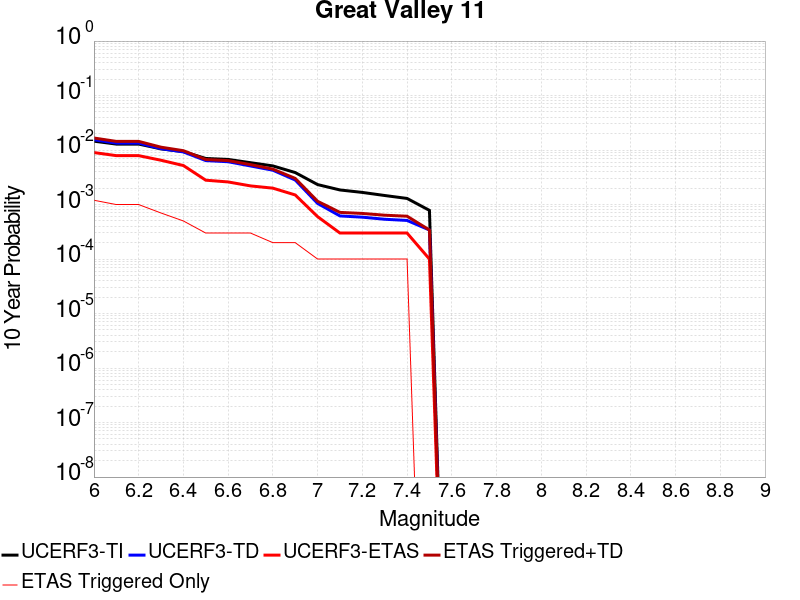 Great Valley 11
10 0
10 -1
10 -2
10 -3
10 -4
10 -5
10 -6
10 -7
10 -8
10 Year Probability
6 6.2 6.4 6.6 6.8 7 7.2 7.4 7.6 7.8 8 8.2 8.4 8.6 8.8 9
Magnitude
UCERF3-TI UCERF3-TD UCERF3-ETAS ETAS Triggered+TD
ETAS Triggered Only